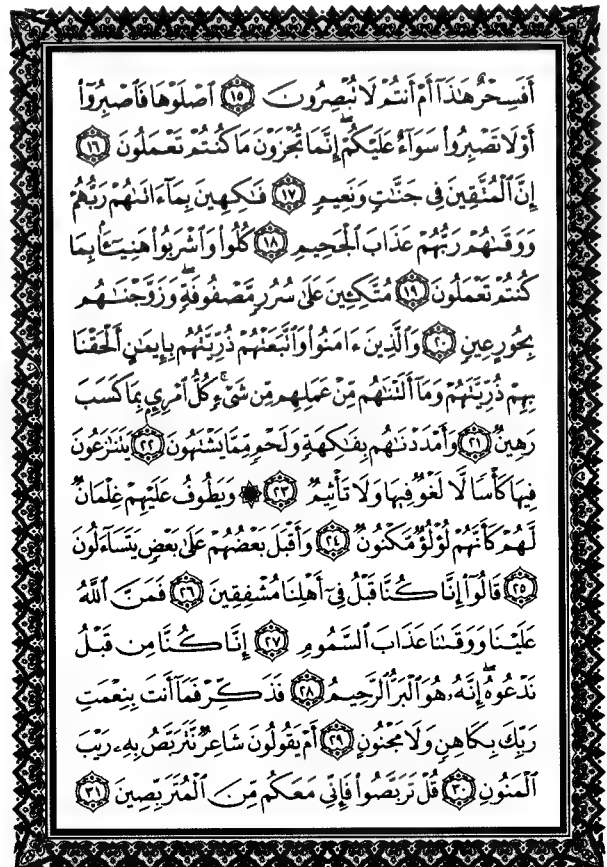 أَفَسِحْرٌ هَٰذَآ أَمْ أَنتُمْ لَا تُبْصِرُونَ ١٥ ٱصْلَوْهَا فَٱصْبِرُوٓا۟
أَوْ لَا تَصْبِرُوا۟ سَوَآءٌ عَلَيْكُمْ ۖ إِنَّمَا تُجْزَوْنَ مَا كُنتُمْ تَعْمَلُونَ ١٦
إِنَّ ٱلْمُتَّقِينَ فِى جَنَّٰتٍ وَنَعِيمٍ ١٧ فَٰكِهِينَ بِمَآ ءَاتَىٰهُمْ رَبُّهُمْ
وَوَقَىٰهُمْ رَبُّهُمْ عَذَابَ ٱلْجَحِيمِ ١٨ كُلُوا۟ وَٱشْرَبُوا۟ هَنِيٓـًٔۢا بِمَا
كُنتُمْ تَعْمَلُونَ ١٩ مُتَّكِـِٔينَ عَلَىٰ سُرُرٍ مَّصْفُوفَةٍ ۖ وَزَوَّجْنَٰهُم
بِحُورٍ عِينٍ ٢٠ وَٱلَّذِينَ ءَامَنُوا۟ وَٱتَّبَعَتْهُمْ ذُرِّيَّتُهُم بِإِيمَٰنٍ أَلْحَقْنَا
بِهِمْ ذُرِّيَّتَهُمْ وَمَآ أَلَتْنَٰهُم مِّنْ عَمَلِهِم مِّن شَىْءٍ ۚ كُلُّ ٱمْرِئٍۭ بِمَا كَسَبَ
رَهِينٌ ٢١ وَأَمْدَدْنَٰهُم بِفَٰكِهَةٍ وَلَحْمٍ مِّمَّا يَشْتَهُونَ ٢٢ يَتَنَٰزَعُونَ
فِيهَا كَأْسًا لَّا لَغْوٌ فِيهَا وَلَا تَأْثِيمٌ ٢٣ ۞ وَيَطُوفُ عَلَيْهِمْ غِلْمَانٌ
لَّهُمْ كَأَنَّهُمْ لُؤْلُؤٌ مَّكْنُونٌ ٢٤ وَأَقْبَلَ بَعْضُهُمْ عَلَىٰ بَعْضٍ يَتَسَآءَلُونَ
٢٥ قَالُوٓا۟ إِنَّا كُنَّا قَبْلُ فِىٓ أَهْلِنَا مُشْفِقِينَ ٢٦ فَمَنَّ ٱللَّهُ
عَلَيْنَا وَوَقَىٰنَا عَذَابَ ٱلسَّمُومِ ٢٧ إِنَّا كُنَّا مِن قَبْلُ
نَدْعُوهُ ۖ إِنَّهُۥ هُوَ ٱلْبَرُّ ٱلرَّحِيمُ ٢٨ فَذَكِّرْ فَمَآ أَنتَ بِنِعْمَتِ
رَبِّكَ بِكَاهِنٍ وَلَا مَجْنُونٍ ٢٩ أَمْ يَقُولُونَ شَاعِرٌ نَّتَرَبَّصُ بِهِۦ رَيْبَ
ٱلْمَنُونِ ٣٠ قُلْ تَرَبَّصُوا۟ فَإِنِّى مَعَكُم مِّنَ ٱلْمُتَرَبِّصِينَ ٣١